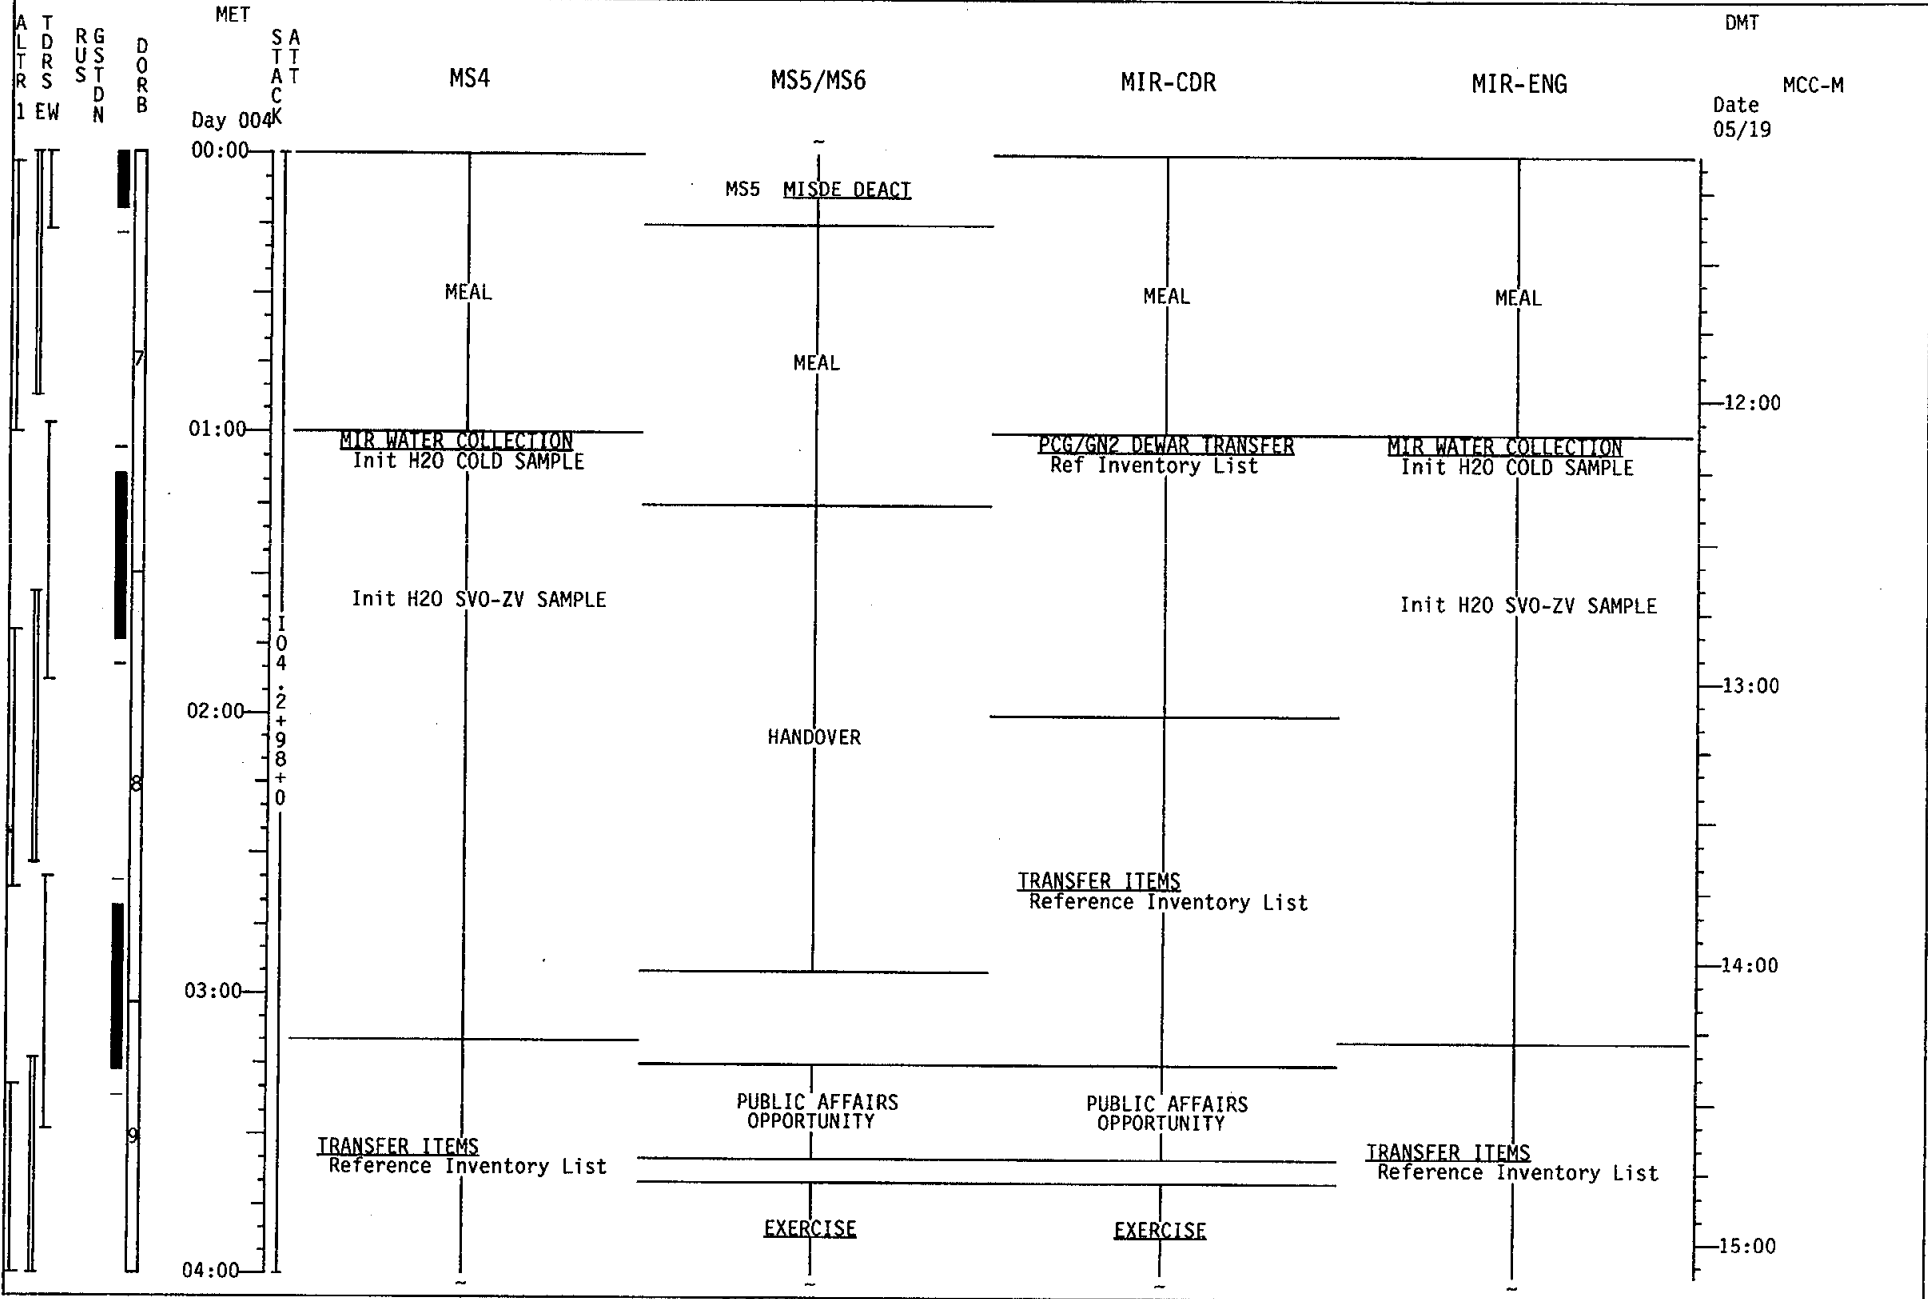 MET
DMT
ALTR 1
TDRS EW
RUS
GSTDN
DORB
STACK
ATT
MS4
MS5/MS6
MIR-CDR
MIR-ENG
MCC-M
Day 004
Date
05/19
00:00
MS5 MISDE DEACT
MEAL
MEAL
MEAL
MEAL
7
12:00
01:00
MIR WATER COLLECTION
Init H2O COLD SAMPLE
PCG/GN2 DEWAR TRANSFER
Ref Inventory List
MIR WATER COLLECTION
Init H2O COLD SAMPLE
Init H2O SVO-ZV SAMPLE
Init H2O SVO-ZV SAMPLE
IO4.2+98+0
13:00
02:00
HANDOVER
8
TRANSFER ITEMS
Reference Inventory List
14:00
03:00
PUBLIC AFFAIRS
OPPORTUNITY
PUBLIC AFFAIRS
OPPORTUNITY
9
TRANSFER ITEMS
Reference Inventory List
TRANSFER ITEMS
Reference Inventory List
EXERCISE
EXERCISE
15:00
04:00